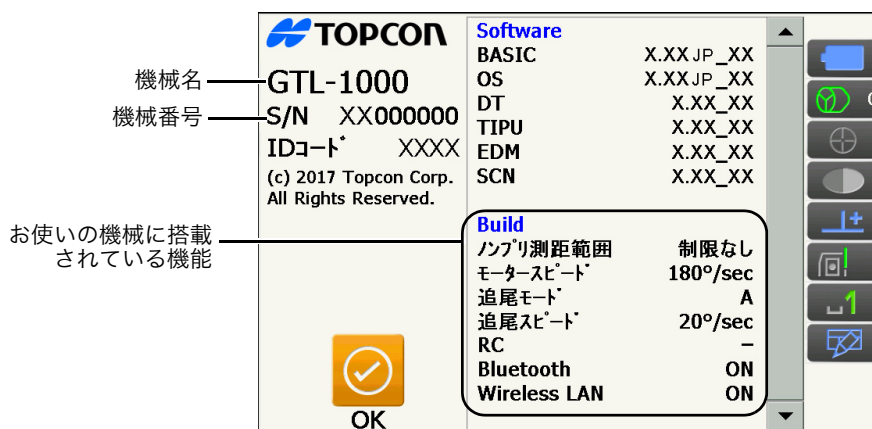 TOPCON
機械名
GTL-1000
機械番号
S/N XX000000
IDｺｰﾄﾞ XXXX
(c) 2017 Topcon Corp.
All Rights Reserved.
お使いの機械に搭載
されている機能
OK
Software
BASIC X.XX JP_XX
OS X.XX JP_XX
DT X.XX_XX
TIPU X.XX_XX
EDM X.XX_XX
SCN X.XX_XX
Build
ﾉﾝﾌﾟﾘ測距範囲 制限なし
ﾓｰﾀｰｽﾋﾟｰﾄﾞ 180°/sec
追尾ﾓｰﾄﾞ A
追尾ｽﾋﾟｰﾄﾞ 20°/sec
RC –
Bluetooth ON
Wireless LAN ON
1